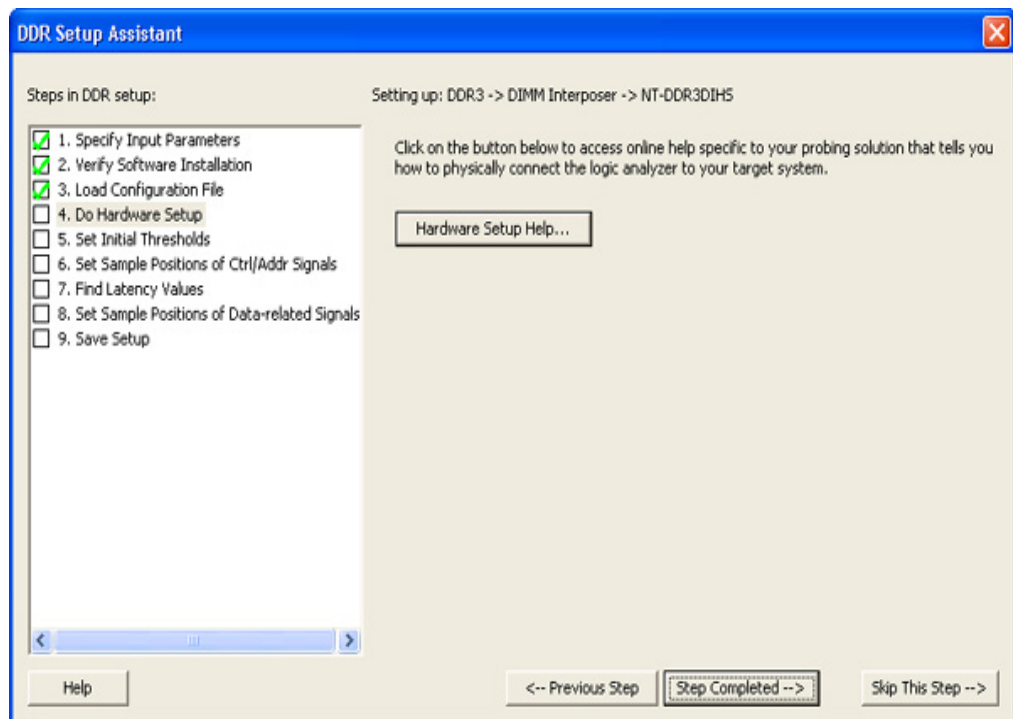 DDR Setup Assistant
Steps in DDR setup:
1. Specify Input Parameters
2. Verify Software Installation
3. Load Configuration File
4. Do Hardware Setup
5. Set Initial Thresholds
6. Set Sample Positions of Ctrl/Addr Signals
7. Find Latency Values
8. Set Sample Positions of Data-related Signals
9. Save Setup
Setting up: DDR3 -> DIMM Interposer -> NT-DDR3DIHS
Click on the button below to access online help specific to your probing solution that tells you
how to physically connect the logic analyzer to your target system.
Hardware Setup Help...
Help
<-- Previous Step
Step Completed -->
Skip This Step -->